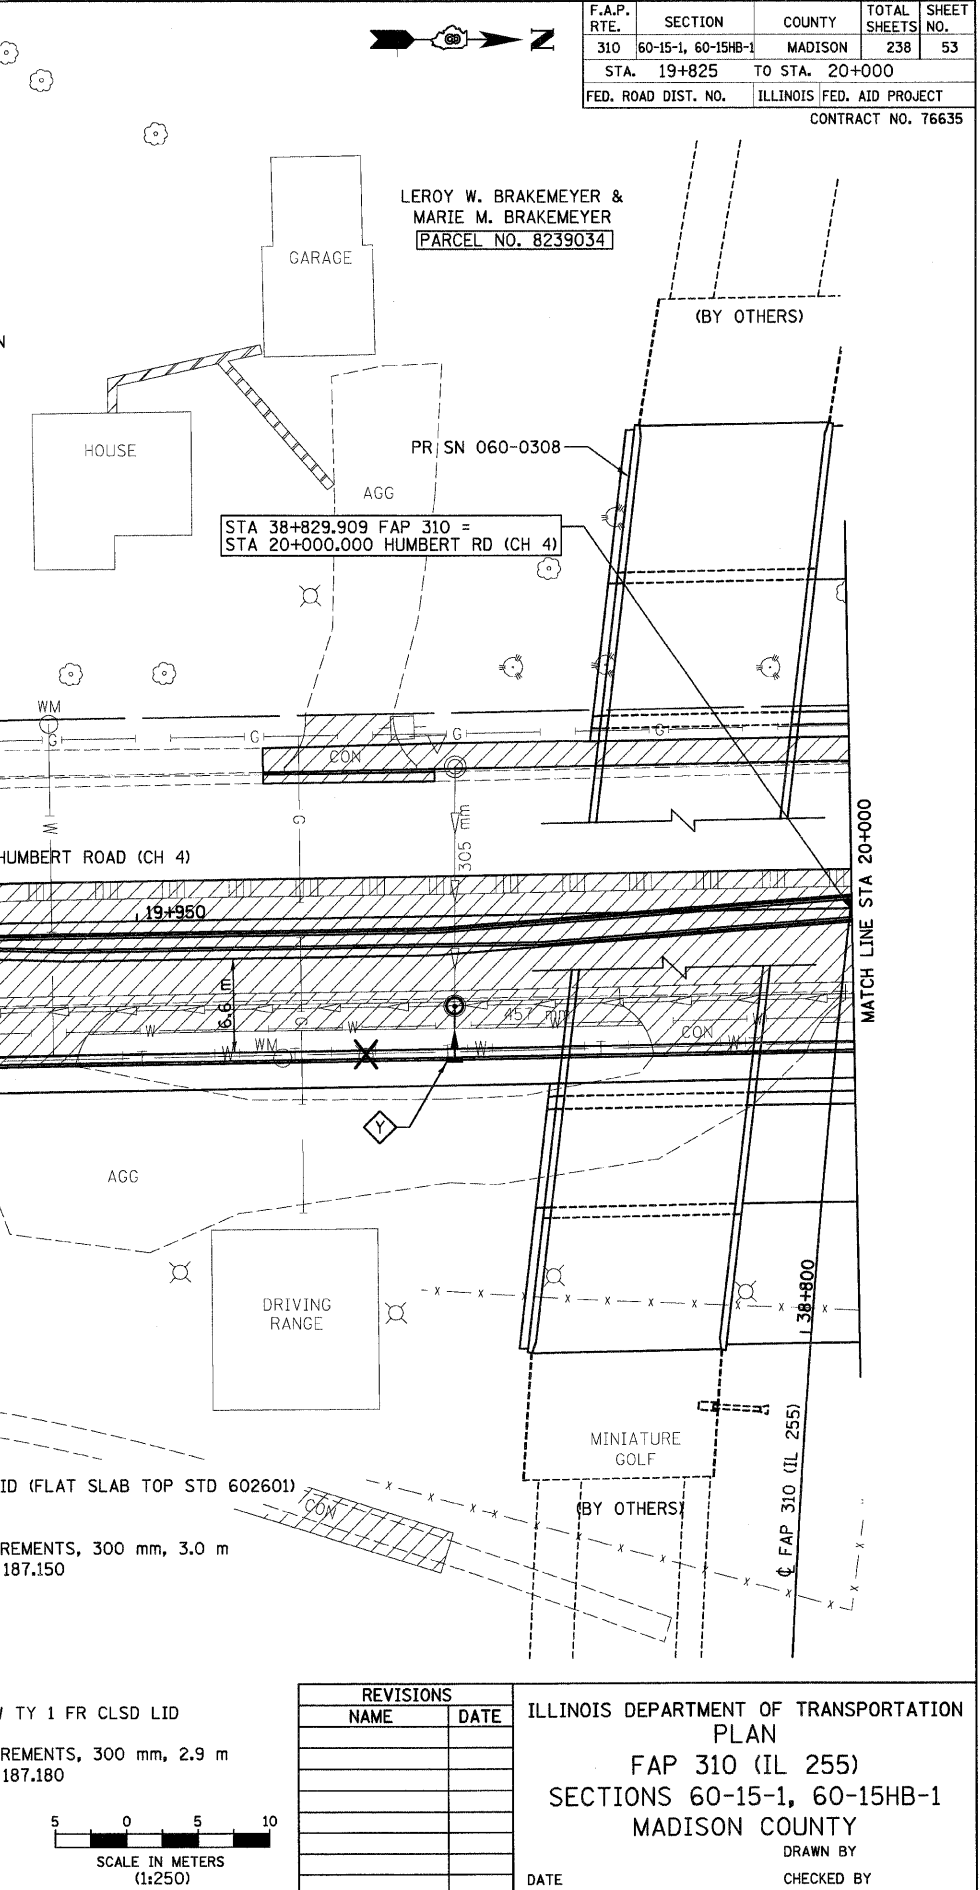 F.A.P. RTE.
SECTION
COUNTY
TOTAL SHEETS
SHEET NO.
310
60-15-1, 60-15HB-1
MADISON
238
53
STA. 19+825 TO STA. 20+000
FED. ROAD DIST. NO.
ILLINOIS
FED. AID PROJECT
CONTRACT NO. 76635
N
LEROY W. BRAKEMEYER &
MARIE M. BRAKEMEYER
PARCEL NO. 8239034
GARAGE
(BY OTHERS)
N
HOUSE
PR SN 060-0308
AGG
STA 38+829.909 FAP 310 =
STA 20+000.000 HUMBERT RD (CH 4)
WM
G
G
G
G
CON
W
G
305 mm
HUMBERT ROAD (CH 4)
19+950
MATCH LINE STA 20+000
6.6 m
G
457 mm
W
W
W
W
CON
WM
T
W
W
T
W
Y
AGG
DRIVING
RANGE
38+800
MINIATURE
GOLF
(BY OTHERS)
℄ FAP 310 (IL 255)
ID (FLAT SLAB TOP STD 602601)
CON
REMENTS, 300 mm, 3.0 m
187.150
TY 1 FR CLSD LID
REMENTS, 300 mm, 2.9 m
187.180
5 0 5 10
SCALE IN METERS
(1:250)
REVISIONS
NAME
DATE
ILLINOIS DEPARTMENT OF TRANSPORTATION
PLAN
FAP 310 (IL 255)
SECTIONS 60-15-1, 60-15HB-1
MADISON COUNTY
DRAWN BY
DATE
CHECKED BY